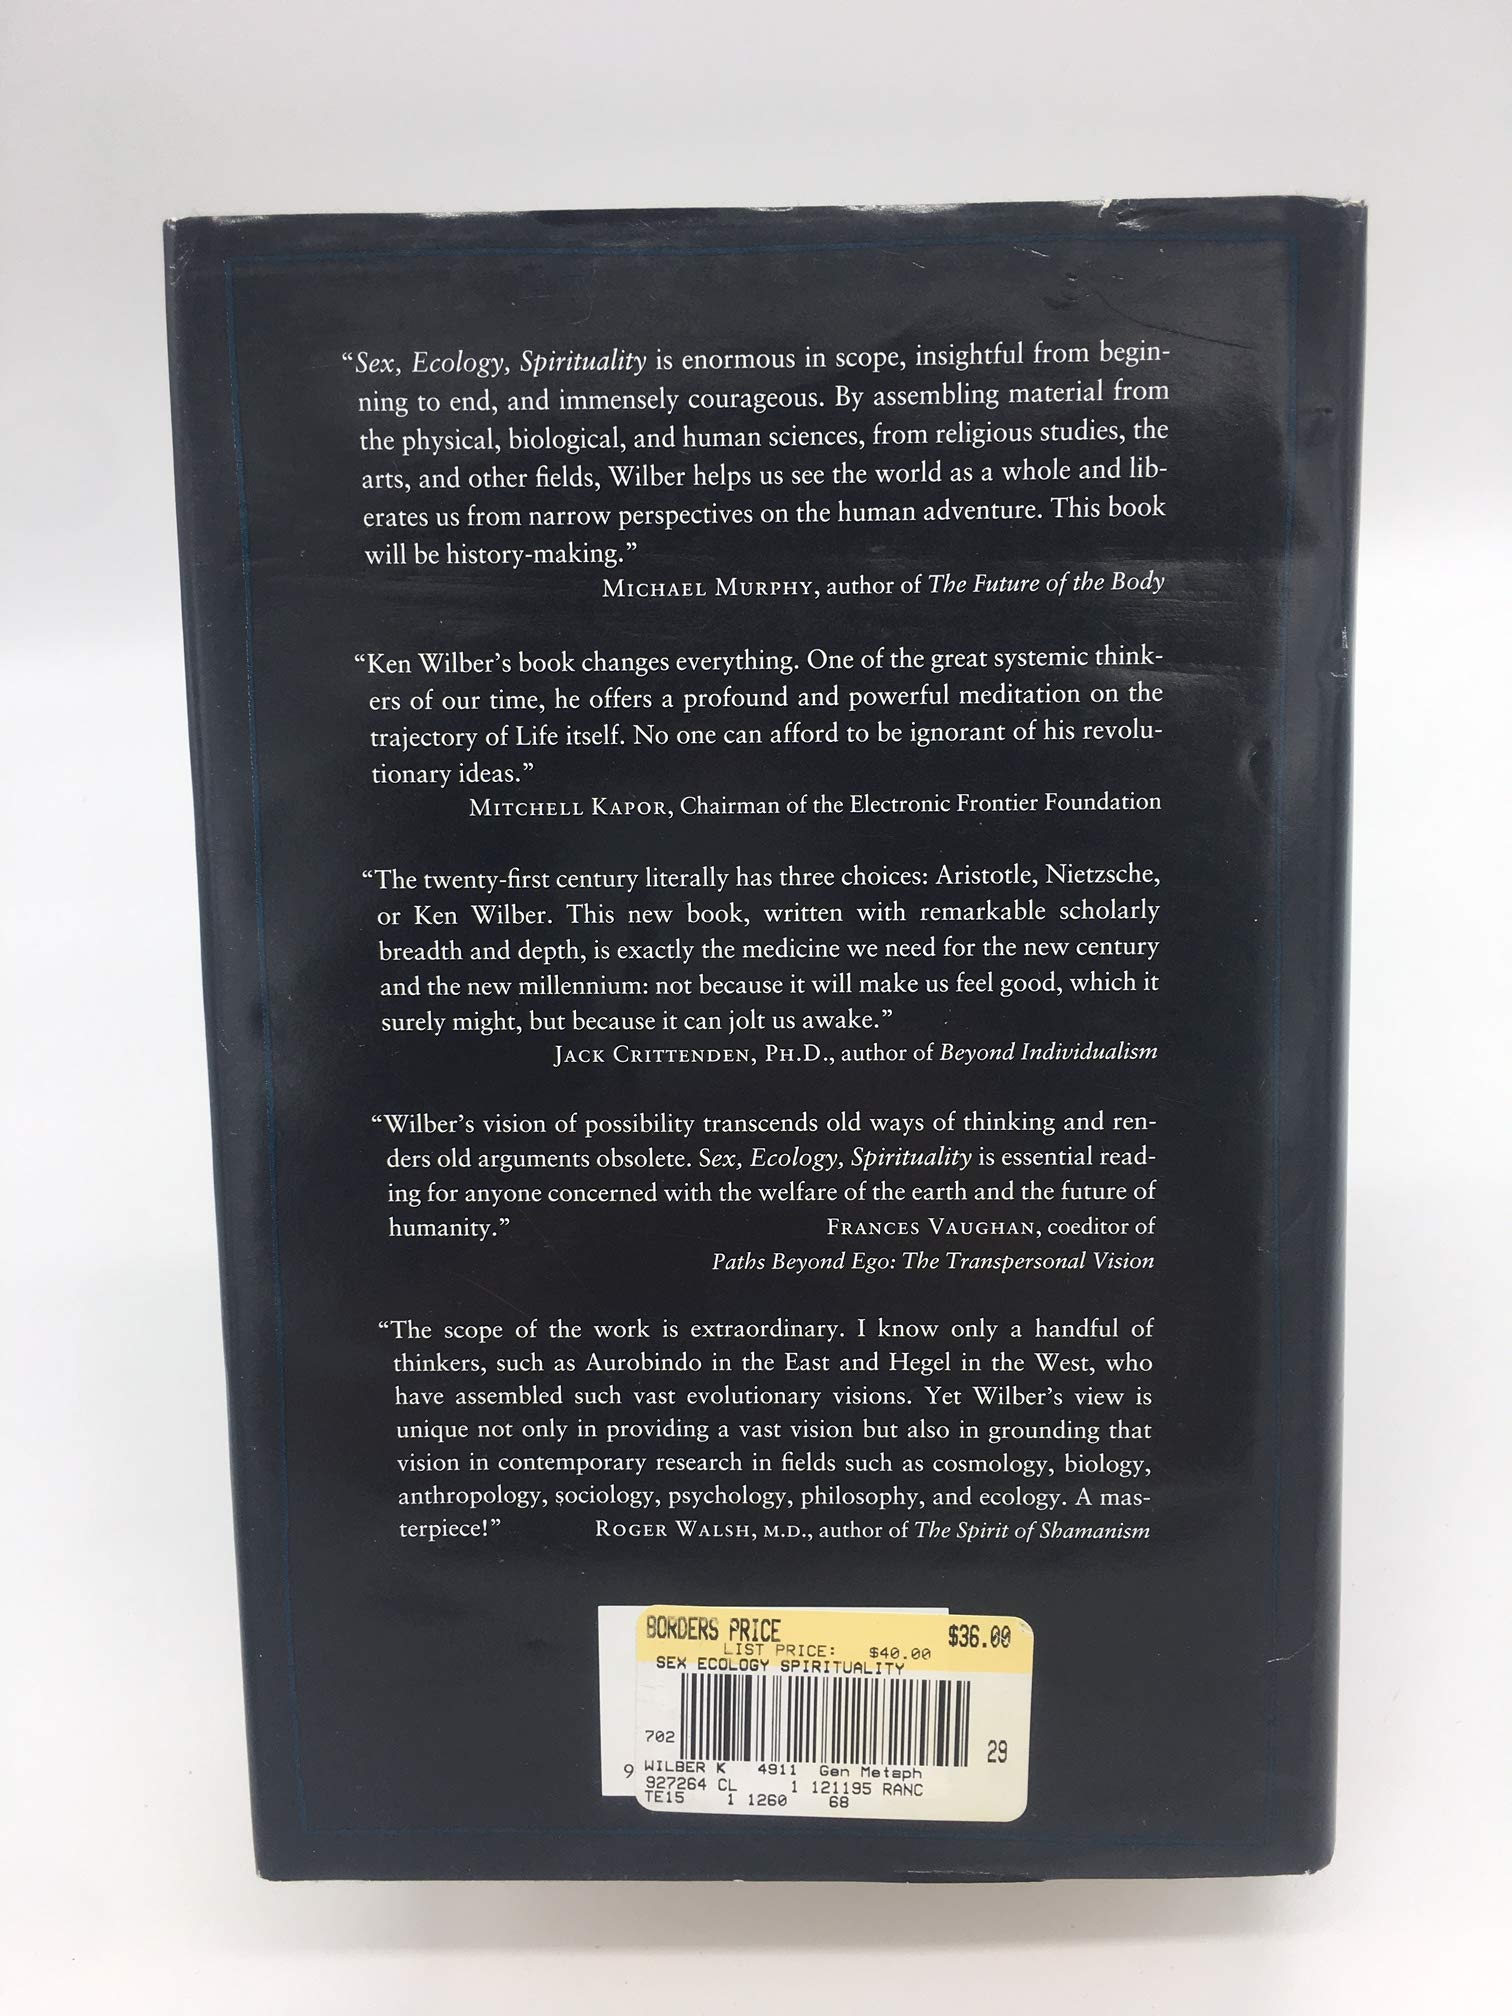 “Sex, Ecology, Spirituality is enormous in scope, insightful from begin-
ning to end, and immensely courageous. By assembling material from
the physical, biological, and human sciences, from religious studies, the
arts, and other fields, Wilber helps us see the world as a whole and lib-
erates us from narrow perspectives on the human adventure. This book
will be history-making.”
MICHAEL MURPHY, author of The Future of the Body
“Ken Wilber’s book changes everything. One of the great systemic think-
ers of our time, he offers a profound and powerful meditation on the
trajectory of Life itself. No one can afford to be ignorant of his revolu-
tionary ideas.”
MITCHELL KAPOR, Chairman of the Electronic Frontier Foundation
“The twenty-first century literally has three choices: Aristotle, Nietzsche,
or Ken Wilber. This new book, written with remarkable scholarly
breadth and depth, is exactly the medicine we need for the new century
and the new millennium: not because it will make us feel good, which it
surely might, but because it can jolt us awake.”
JACK CRITTENDEN, PH.D., author of Beyond Individualism
“Wilber’s vision of possibility transcends old ways of thinking and ren-
ders old arguments obsolete. Sex, Ecology, Spirituality is essential read-
ing for anyone concerned with the welfare of the earth and the future of
humanity.” FRANCES VAUGHAN, coeditor of
Paths Beyond Ego: The Transpersonal Vision
“The scope of the work is extraordinary. I know only a handful of
thinkers, such as Aurobindo in the East and Hegel in the West, who
have assembled such vast evolutionary visions. Yet Wilber’s view is
unique not only in providing a vast vision but also in grounding that
vision in contemporary research in fields such as cosmology, biology,
anthropology, sociology, psychology, philosophy, and ecology. A mas-
terpiece!” ROGER WALSH, M.D., author of The Spirit of Shamanism
BORDERS PRICE $36.00
LIST PRICE: $40.00
SEX ECOLOGY SPIRITUALITY
702 29
9 WILBER K 4911 Gen Metaph
927264 CL 1 121195 RANC
TE15 1 1260 68